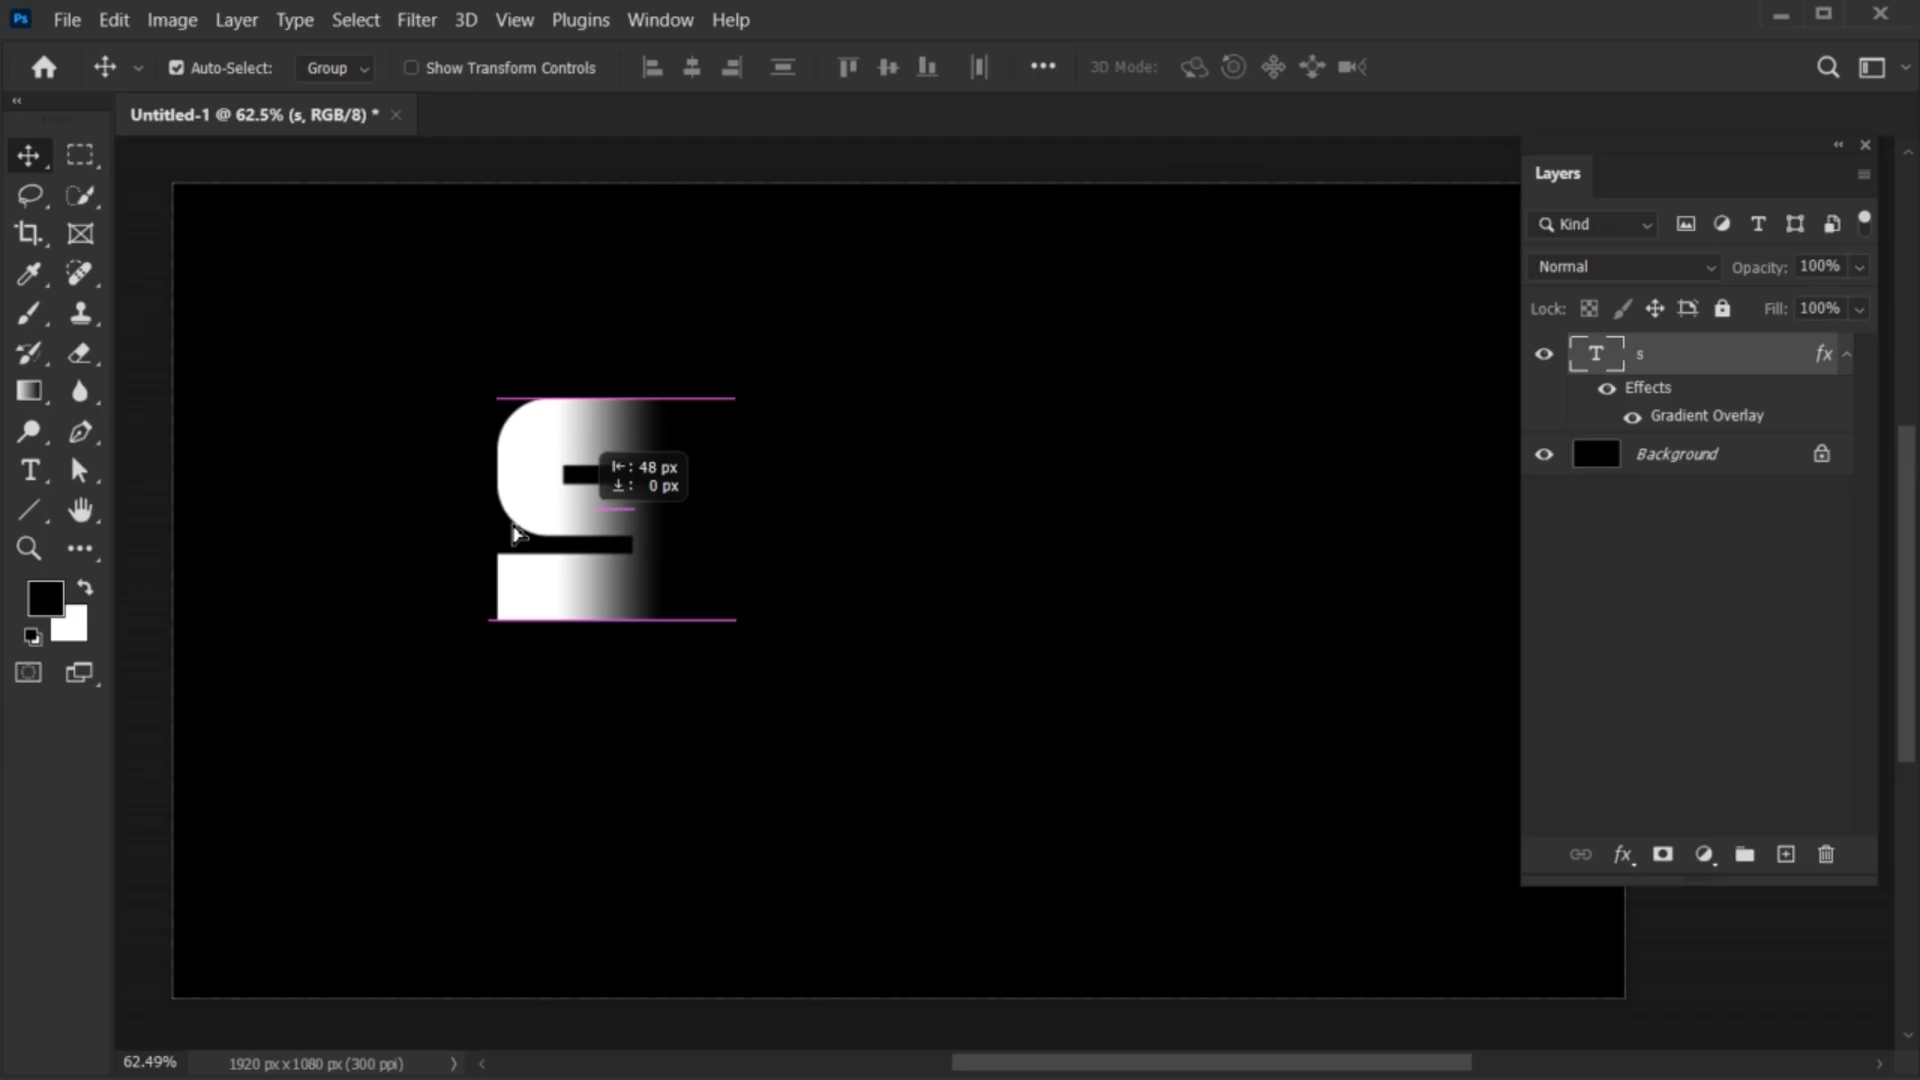 Ps File Edit Image Layer Type Select Filter 3D View Plugins Window Help
Auto-Select: Group Show Transform Controls 3D Mode:
Untitled-1 @ 62.5% (s, RGB/8) *
Layers
Kind
Normal Opacity: 100%
Lock: Fill: 100%
T s fx
Effects
Gradient Overlay
Background
48 px
0 px
fx
62.49% 1920 px x 1080 px (300 ppi)